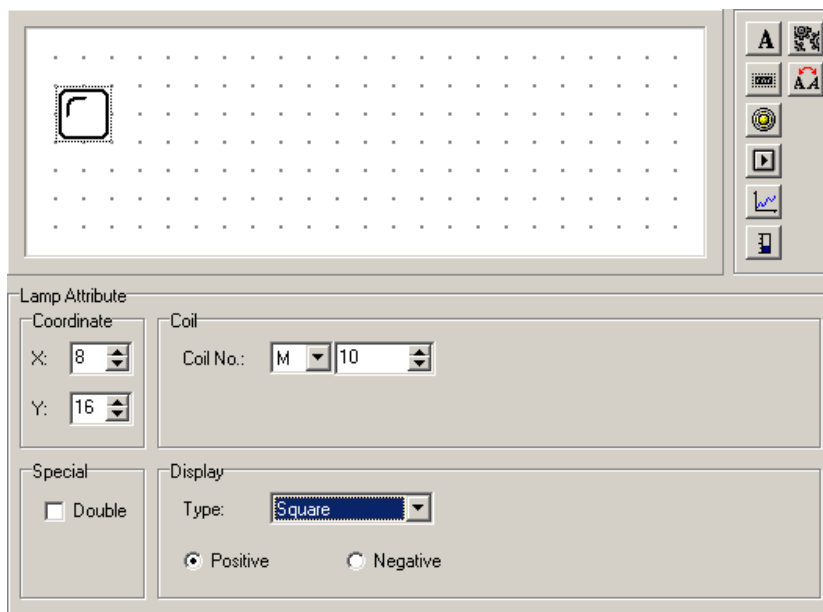 A
A A
Lamp Attribute
Coordinate
X: 8
Y: 16
Coil
Coil No.: M 10
Special
Double
Display
Type: Square
Positive Negative